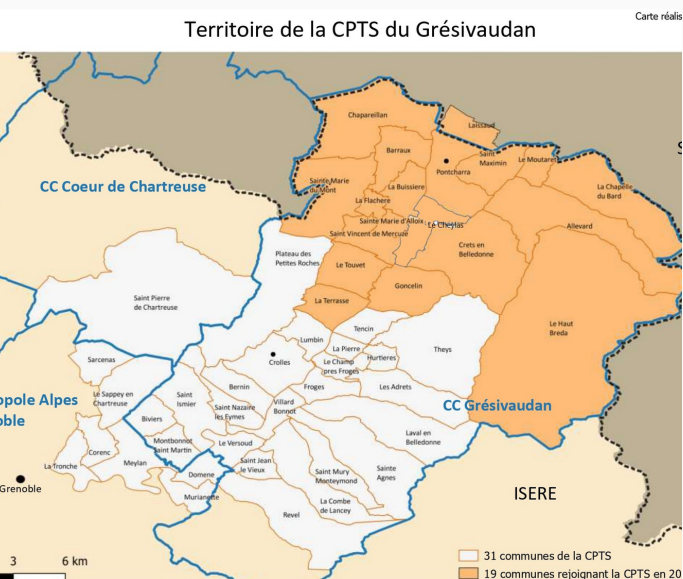 Carte réalis
Territoire de la CPTS du Grésivaudan
Chapareillan
Laissaud
Barraux
Saint
Maximin
Le Moutaret
Pontcharra
Sainte Marie
du Mont
La Buissiere
La Chapelle
du Bard
CC Coeur de Chartreuse
La Flachere
Sainte Marie d'Alloix
Le Cheylas
Allevard
Saint Vincent de Mercuze
Plateau des
Petites Roches
Crets en
Belledonne
Le Touvet
Goncelin
Saint Pierre
de Chartreuse
La Terrasse
Le Haut
Breda
Tencin
Lumbin
La Pierre
Theys
Sarcenas
Crolles
Le Champ
pres Froges
Hurtieres
Bernin
Froges
Les Adrets
opole Alpes
oble
Le Sappey en
Chartreuse
Saint
Ismier
Saint Nazaire
les Eymes
Villard
Bonnot
CC Grésivaudan
Biviers
Laval en
Belledonne
Montbonnot
Saint Martin
Le Versoud
Corenc
Meylan
La Tronche
Saint Jean
le Vieux
Saint Mury
Monteymond
Sainte
Agnes
Domene
Grenoble
Murianette
ISERE
La Combe
de Lancey
Revel
3 6 km
31 communes de la CPTS
19 communes rejoignant la CPTS en 20